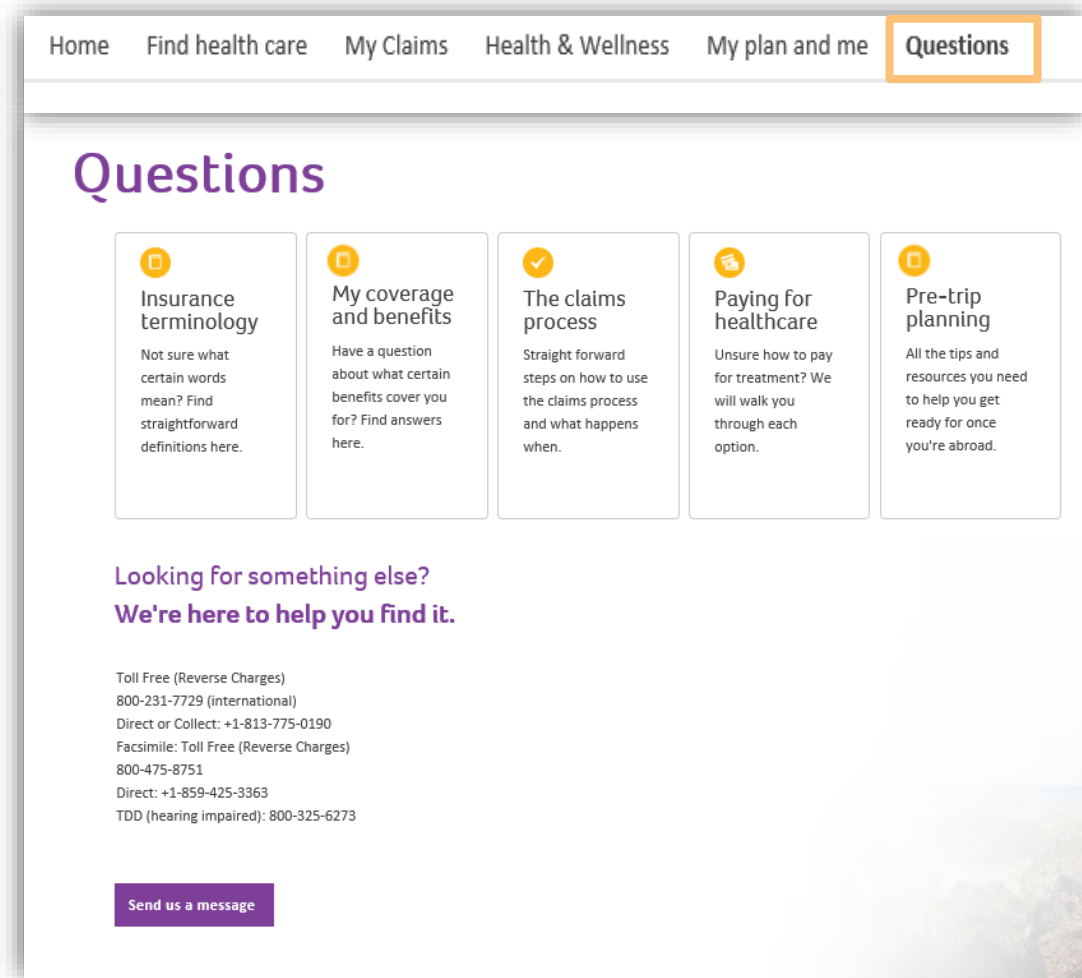 Home Find health care My Claims Health & Wellness My plan and me Questions
Questions
Insurance
terminology
Not sure what
certain words
mean? Find
straightforward
definitions here.
My coverage
and benefits
Have a question
about what certain
benefits cover you
for? Find answers
here.
The claims
process
Straight forward
steps on how to use
the claims process
and what happens
when.
Paying for
healthcare
Unsure how to pay
for treatment? We
will walk you
through each
option.
Pre-trip
planning
All the tips and
resources you need
to help you get
ready for once
you're abroad.
Looking for something else?
We're here to help you find it.
Toll Free (Reverse Charges)
800-231-7729 (international)
Direct or Collect: +1-813-775-0190
Facsimile: Toll Free (Reverse Charges)
800-475-8751
Direct: +1-859-425-3363
TDD (hearing impaired): 800-325-6273
Send us a message